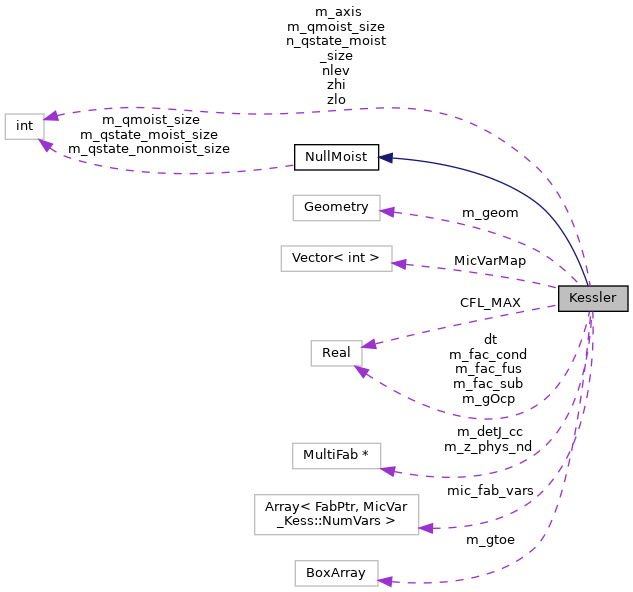 m_axis
m_qmoist_size
n_qstate_moist
_size
nlev
zhi
zlo
int
m_qmoist_size
m_qstate_moist_size
m_qstate_nonmoist_size
NullMoist
Geometry
m_geom
Vector< int >
MicVarMap
Kessler
CFL_MAX
Real
dt
m_fac_cond
m_fac_fus
m_fac_sub
m_gOcp
m_detJ_cc
m_z_phys_nd
MultiFab *
mic_fab_vars
Array< FabPtr, MicVar
_Kess::NumVars >
m_gtoe
BoxArray